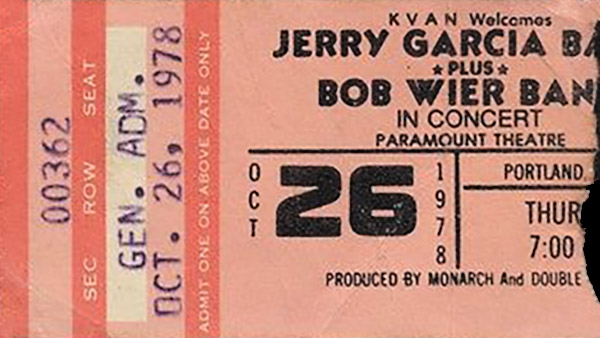 00362
SEC ROW SEAT
GEN. ADM.
OCT. 26, 1978
ADMIT ONE ON ABOVE DATE ONLY
KVAN Welcomes
JERRY GARCIA BA
★PLUS★
BOB WIER BAN
IN CONCERT
PARAMOUNT THEATRE
OCT
26
1978
PORTLAND,
THUR
7:00
PRODUCED BY MONARCH And DOUBLE